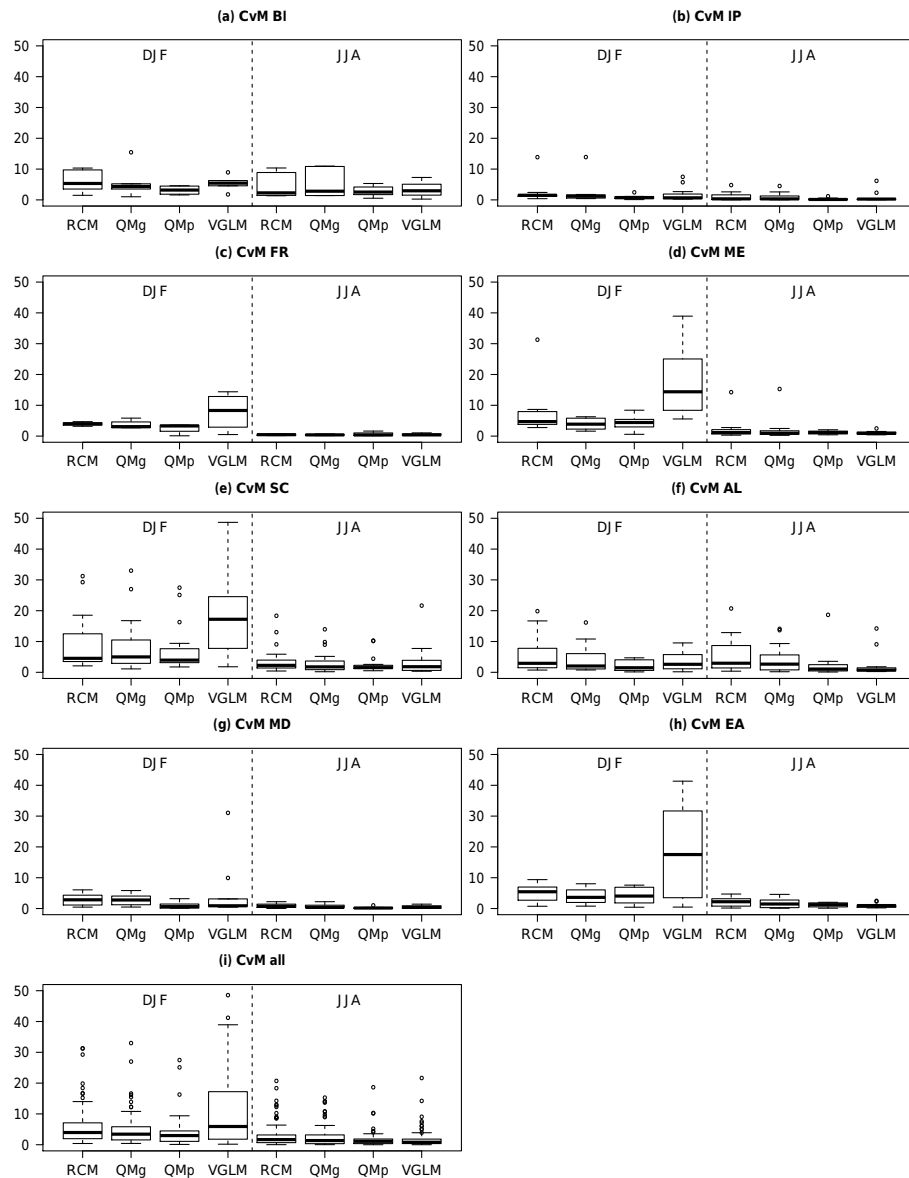 (a) CvM BI
50
40
30
20
10
0
DJF
JJA
RCM QMg QMp VGLM RCM QMg QMp VGLM
(b) CvM IP
50
40
30
20
10
0
DJF
JJA
RCM QMg QMp VGLM RCM QMg QMp VGLM
(c) CvM FR
50
40
30
20
10
0
DJF
JJA
RCM QMg QMp VGLM RCM QMg QMp VGLM
(d) CvM ME
50
40
30
20
10
0
DJF
JJA
RCM QMg QMp VGLM RCM QMg QMp VGLM
(e) CvM SC
50
40
30
20
10
0
DJF
JJA
RCM QMg QMp VGLM RCM QMg QMp VGLM
(f) CvM AL
50
40
30
20
10
0
DJF
JJA
RCM QMg QMp VGLM RCM QMg QMp VGLM
(g) CvM MD
50
40
30
20
10
0
DJF
JJA
RCM QMg QMp VGLM RCM QMg QMp VGLM
(h) CvM EA
50
40
30
20
10
0
DJF
JJA
RCM QMg QMp VGLM RCM QMg QMp VGLM
(i) CvM all
50
40
30
20
10
0
DJF
JJA
RCM QMg QMp VGLM RCM QMg QMp VGLM